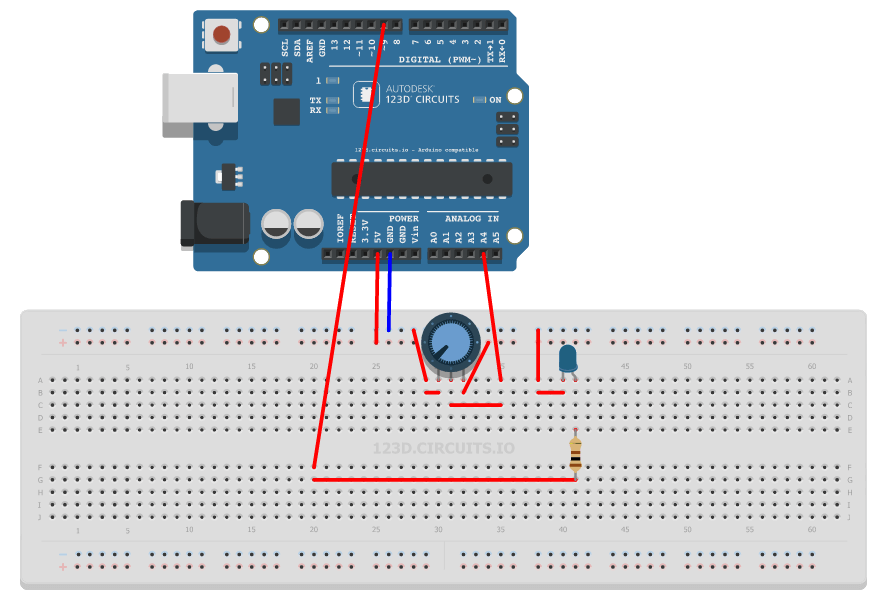 SCL SDA AREF GND 13 12 ~11 ~10 ~9 8 7 6 5 4 3 2 TX→1 RX←0
DIGITAL (PWM~)
1
TX
RX
AUTODESK
123D CIRCUITS
ON
123D.circuits.io - Arduino compatible
POWER
ANALOG IN
IOREF RESET 3.3V 5V GND GND Vin A0 A1 A2 A3 A4 A5
1 5 15 20 25 30 35 45 50 55 60
A A
B B
C C
D D
E E
123D.CIRCUITS.IO
F F
G G
H H
I I
J J
1 5 10 15 20 25 30 35 40 45 50 55 60